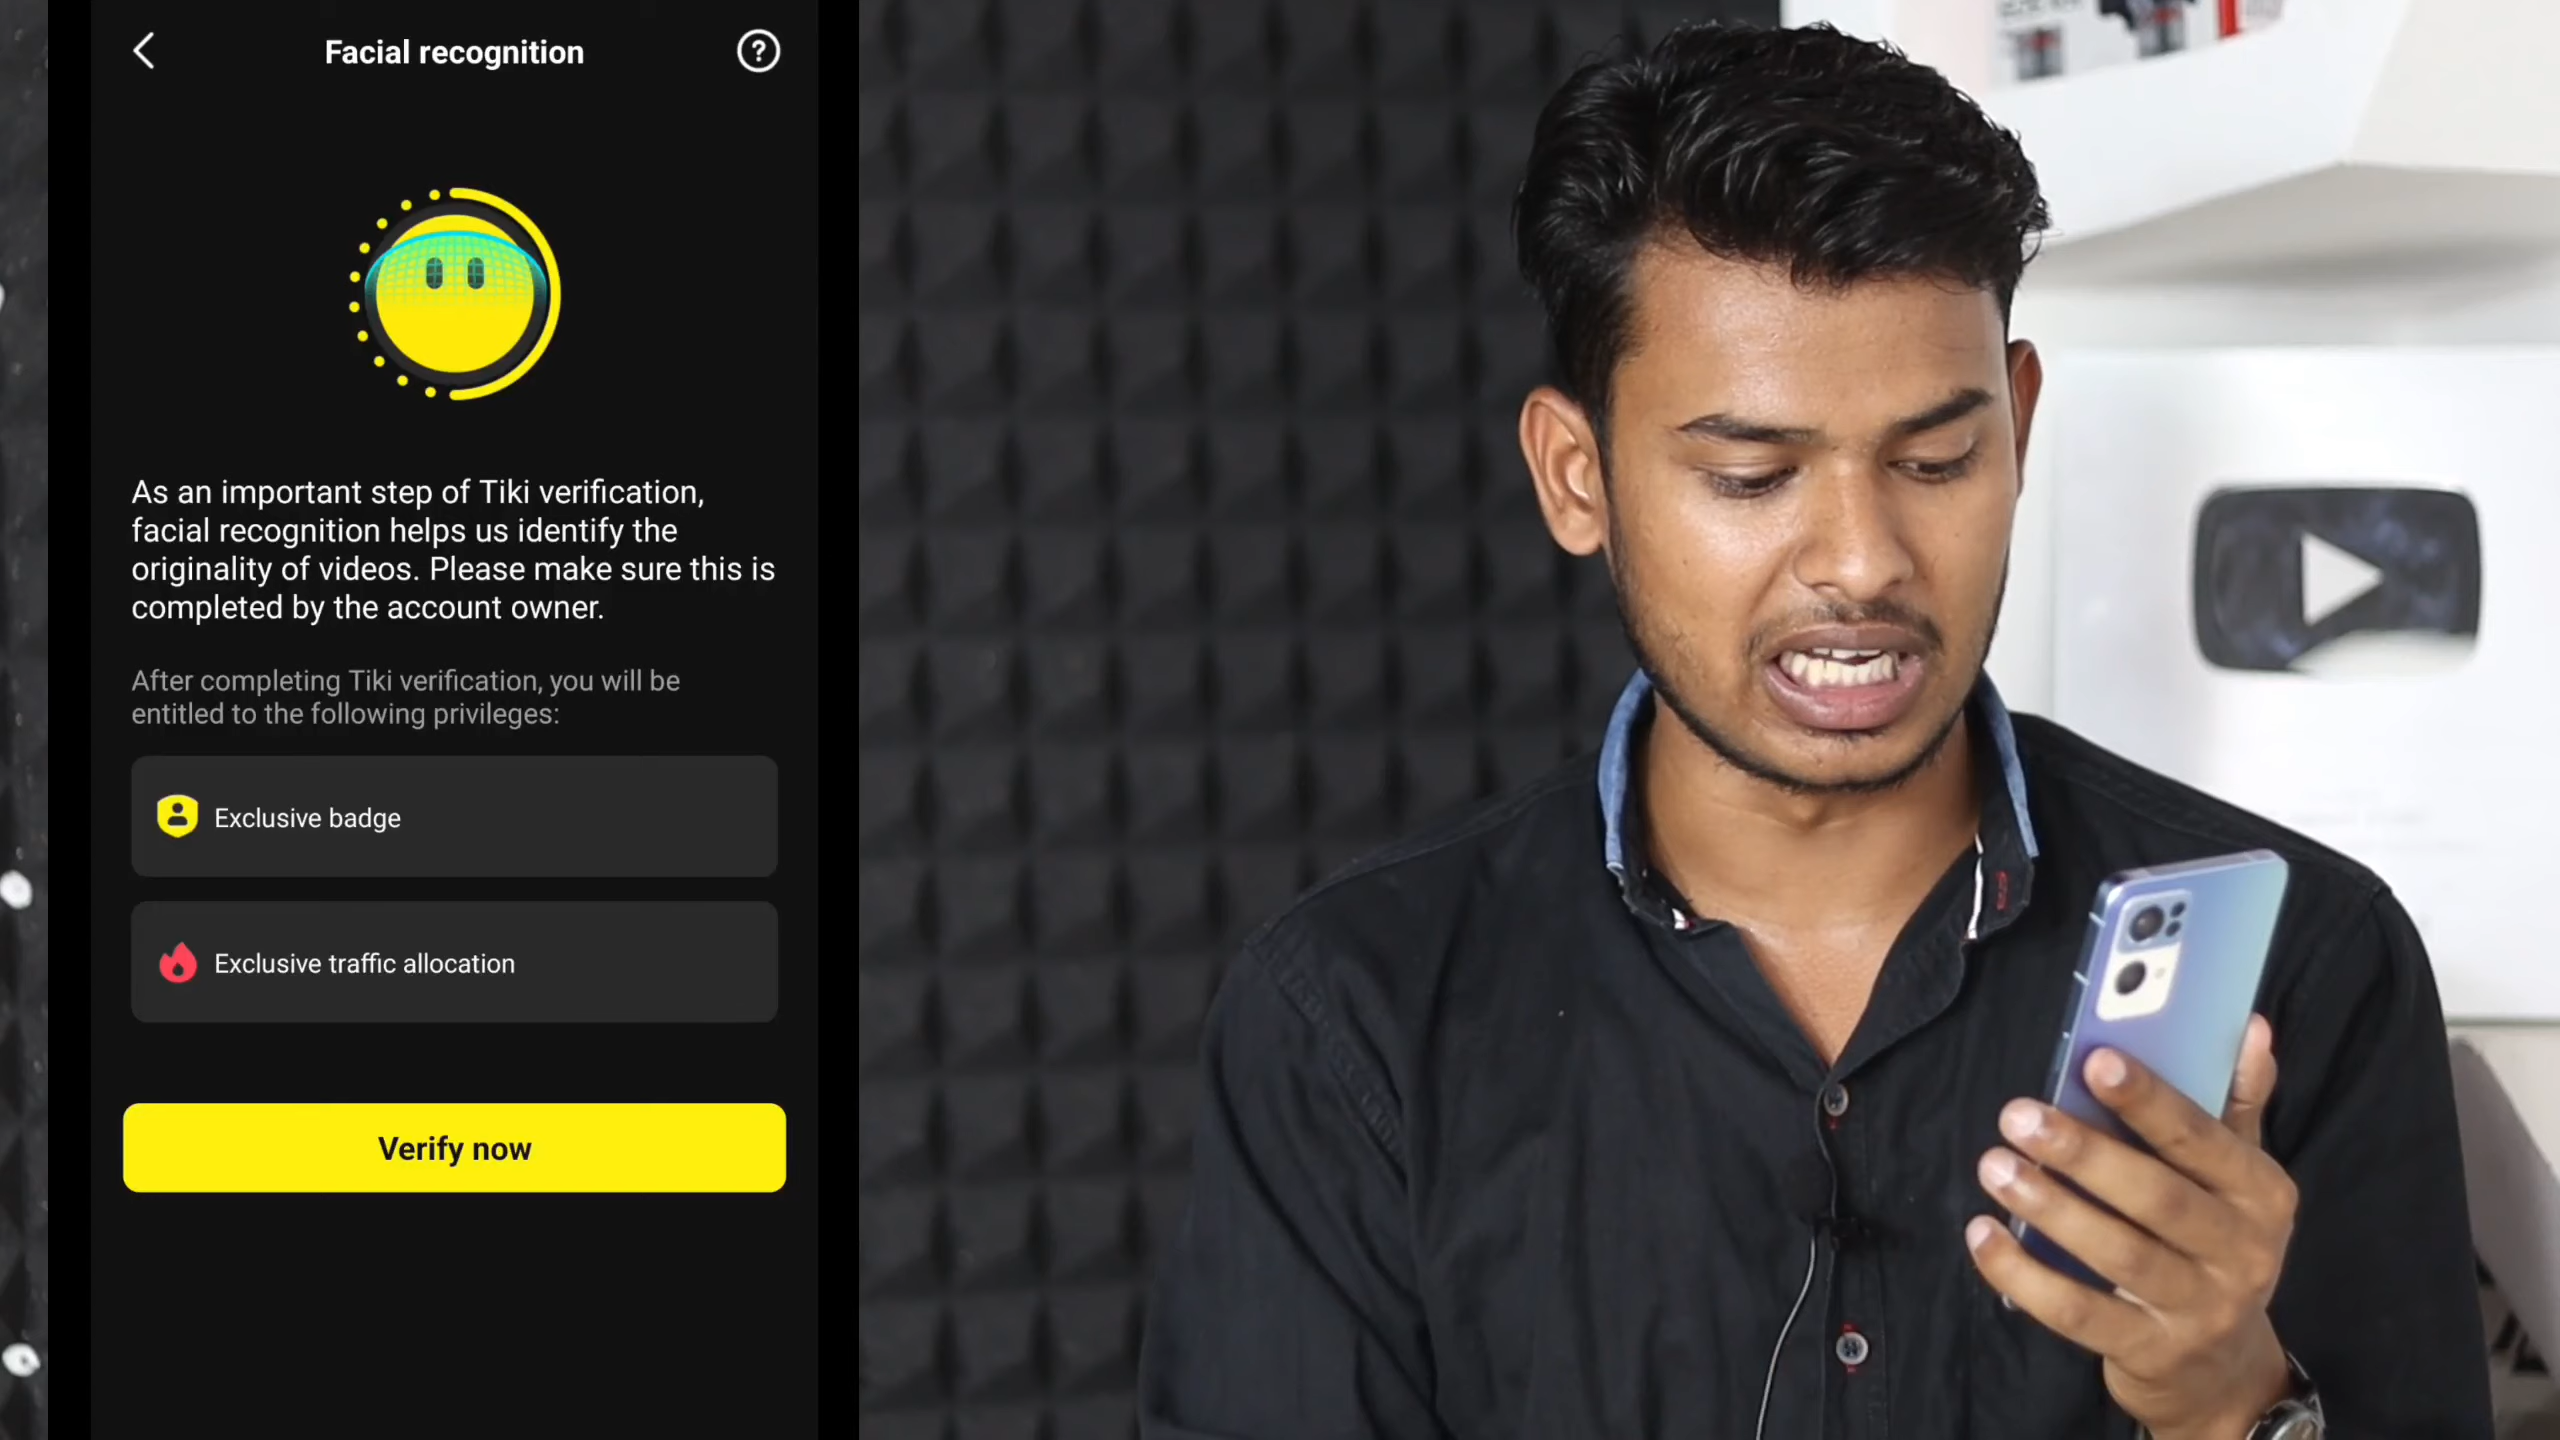 Facial recognition
As an important step of Tiki verification,
facial recognition helps us identify the
originality of videos. Please make sure this is
completed by the account owner.
After completing Tiki verification, you will be
entitled to the following privileges:
Exclusive badge
Exclusive traffic allocation
Verify now